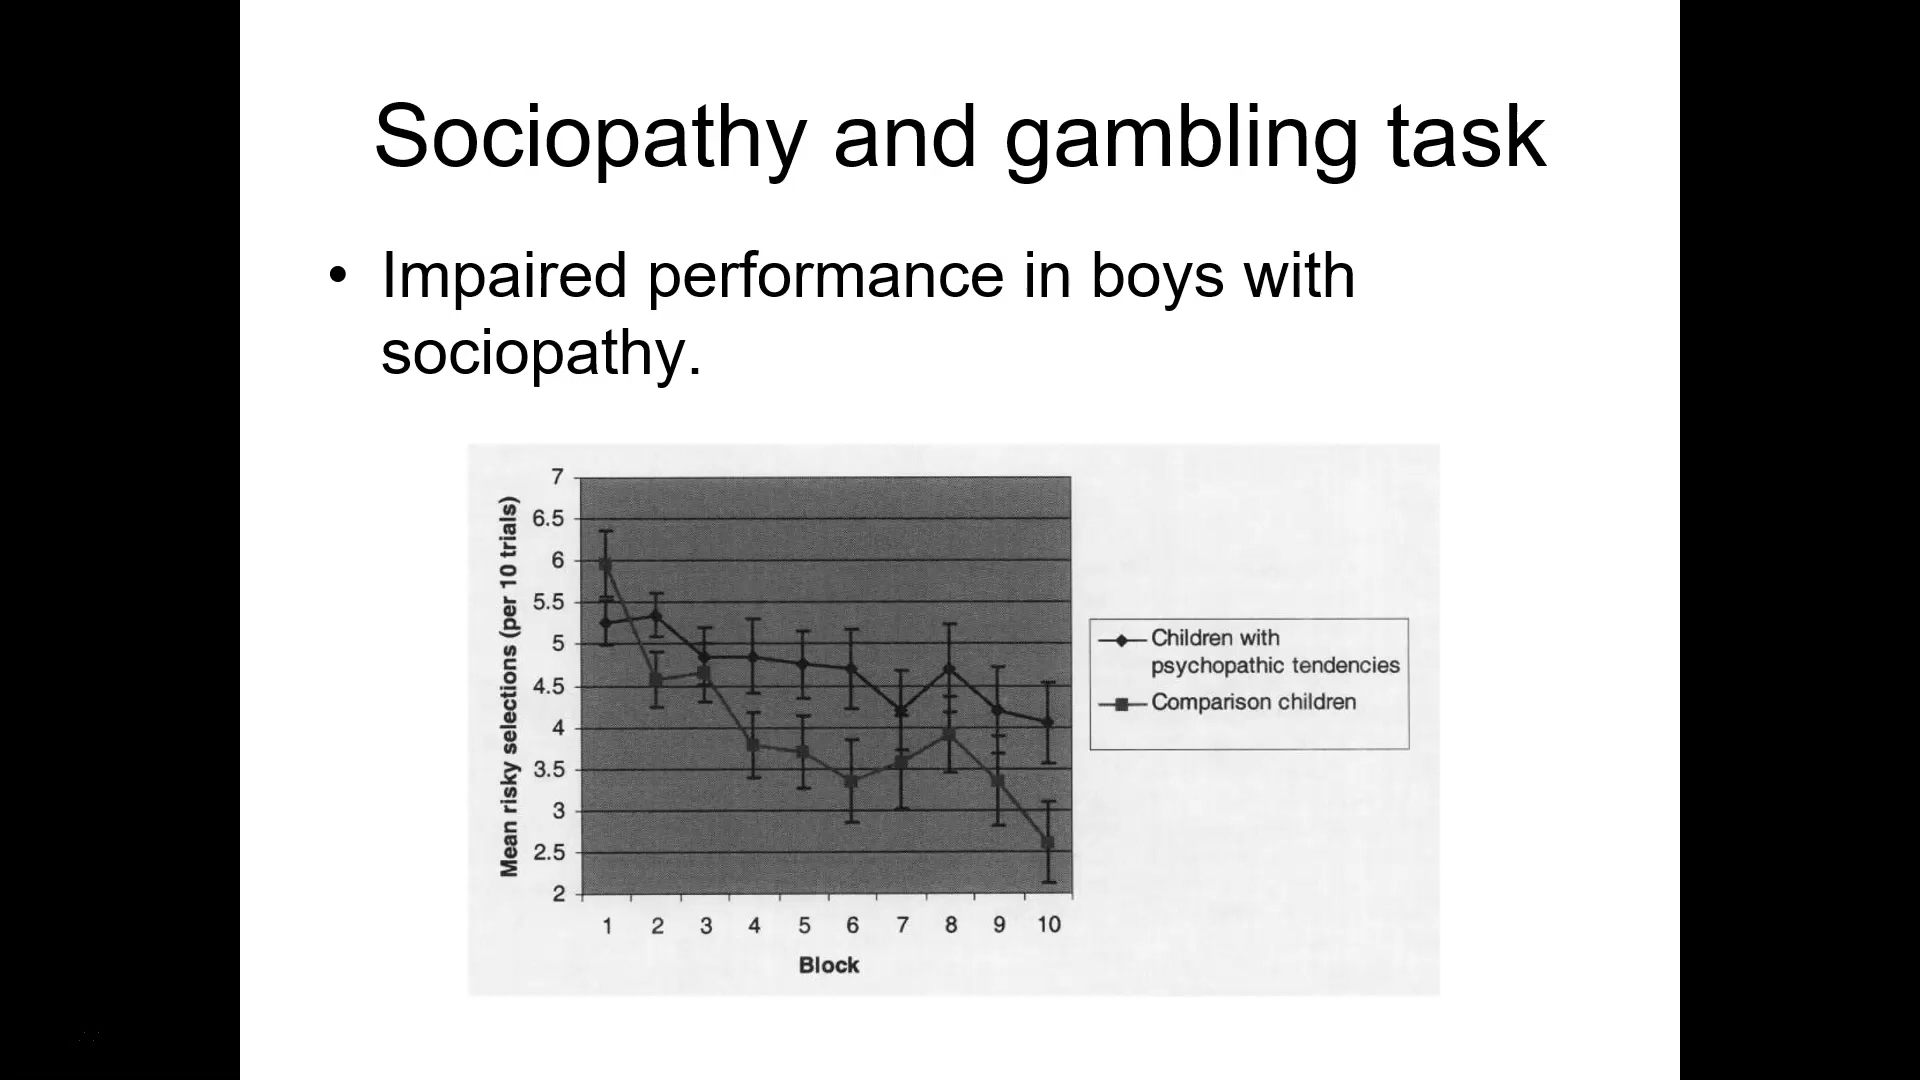 Sociopathy and gambling task
• Impaired performance in boys with
sociopathy.
Mean risky selections (per 10 trials)
7
6.5
6
5.5
5
4.5
4
3.5
3
2.5
2
1 2 3 4 5 6 7 8 9 10
Block
Children with
psychopathic tendencies
Comparison children